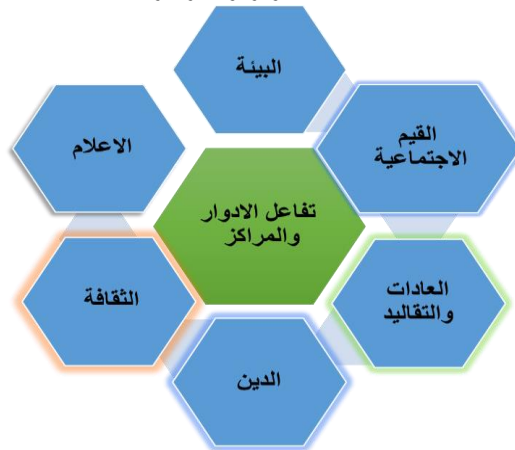 البيئة
القيم
الاجتماعية
العادات
والتقاليد
الدين
الثقافة
الاعلام
تفاعل الادوار
والمراكز